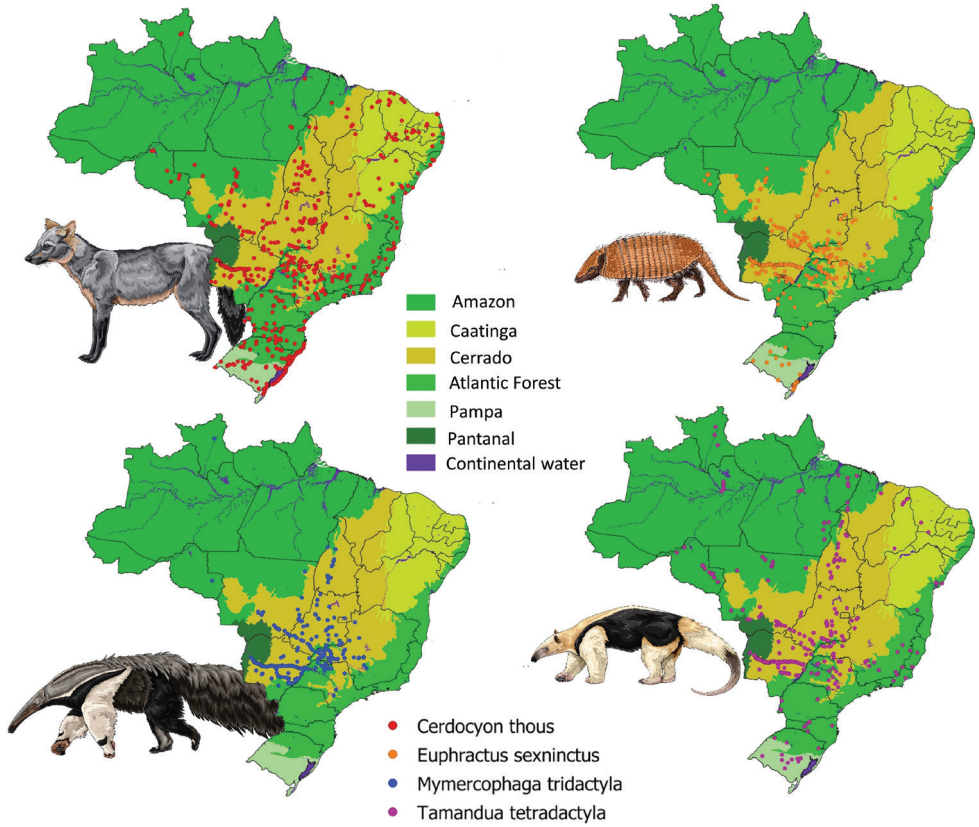 Amazon
Caatinga
Cerrado
Atlantic Forest
Pampa
Pantanal
Continental water
Cerdocyon thous
Euphractus sexninctus
Mymercophaga tridactyla
Tamandua tetradactyla